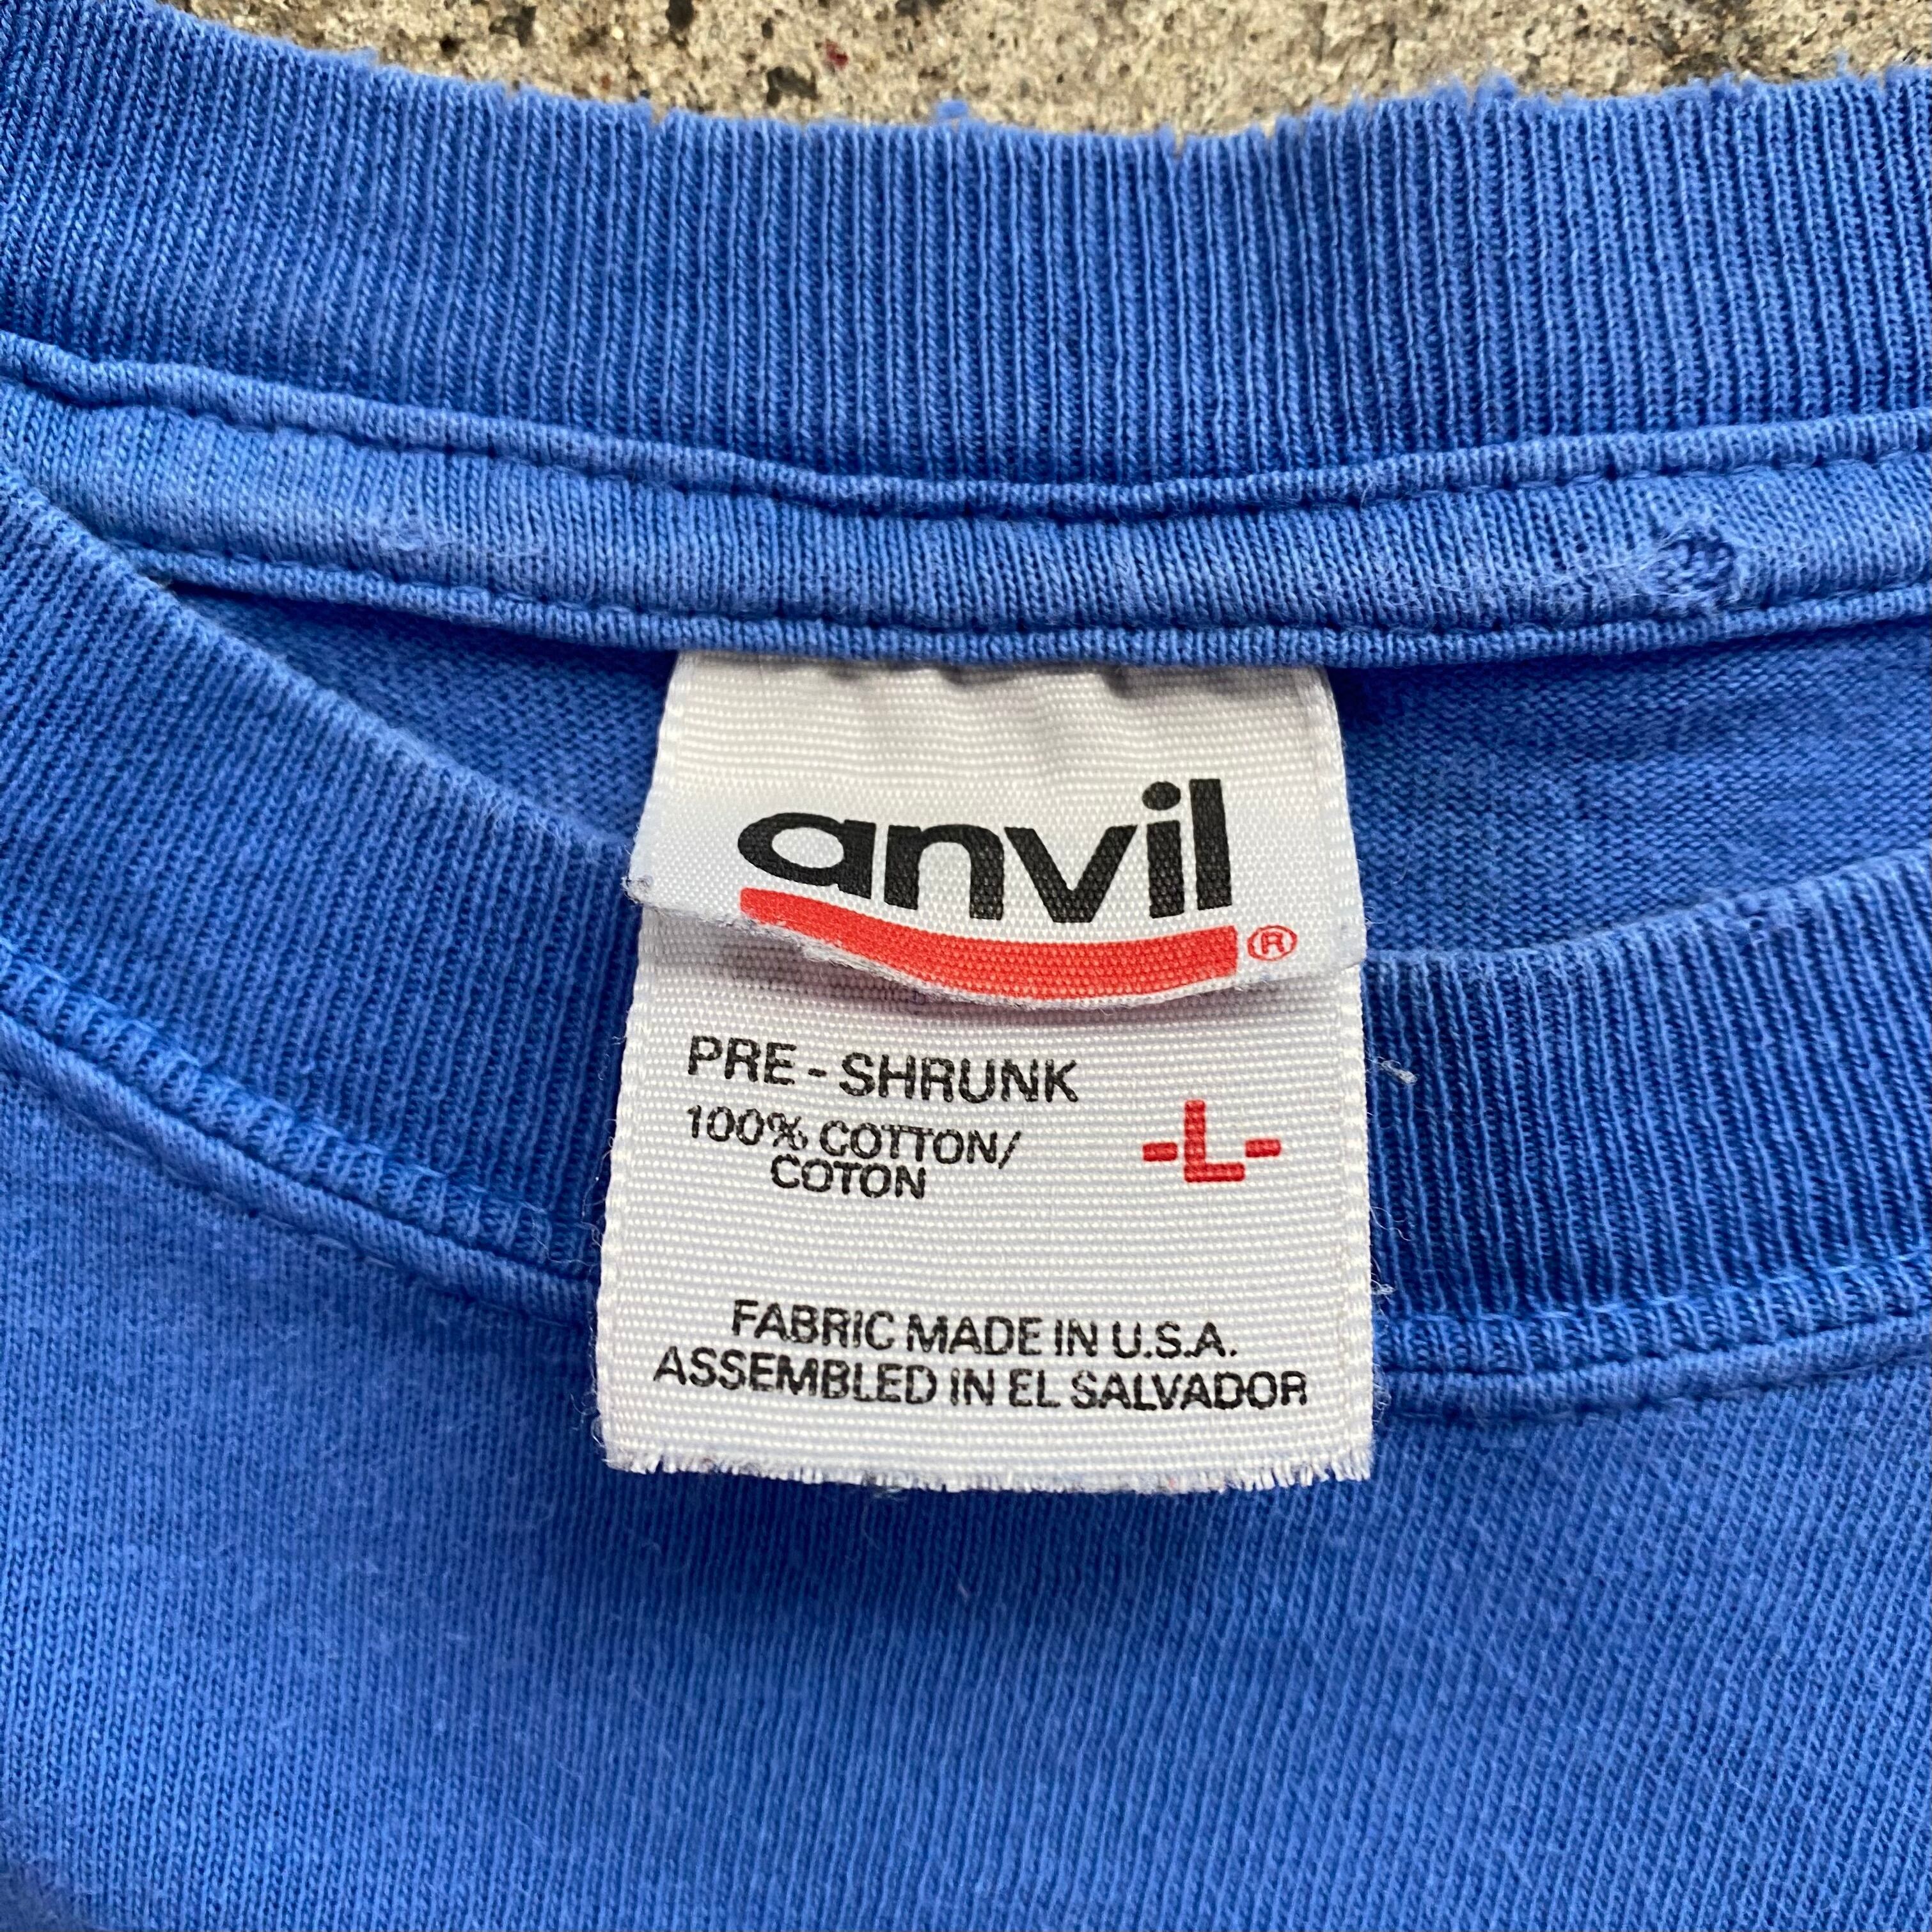 anvil®
PRE-SHRUNK
100% COTTON/
COTON
-L-
FABRIC MADE IN U.S.A.
ASSEMBLED IN EL SALVADOR